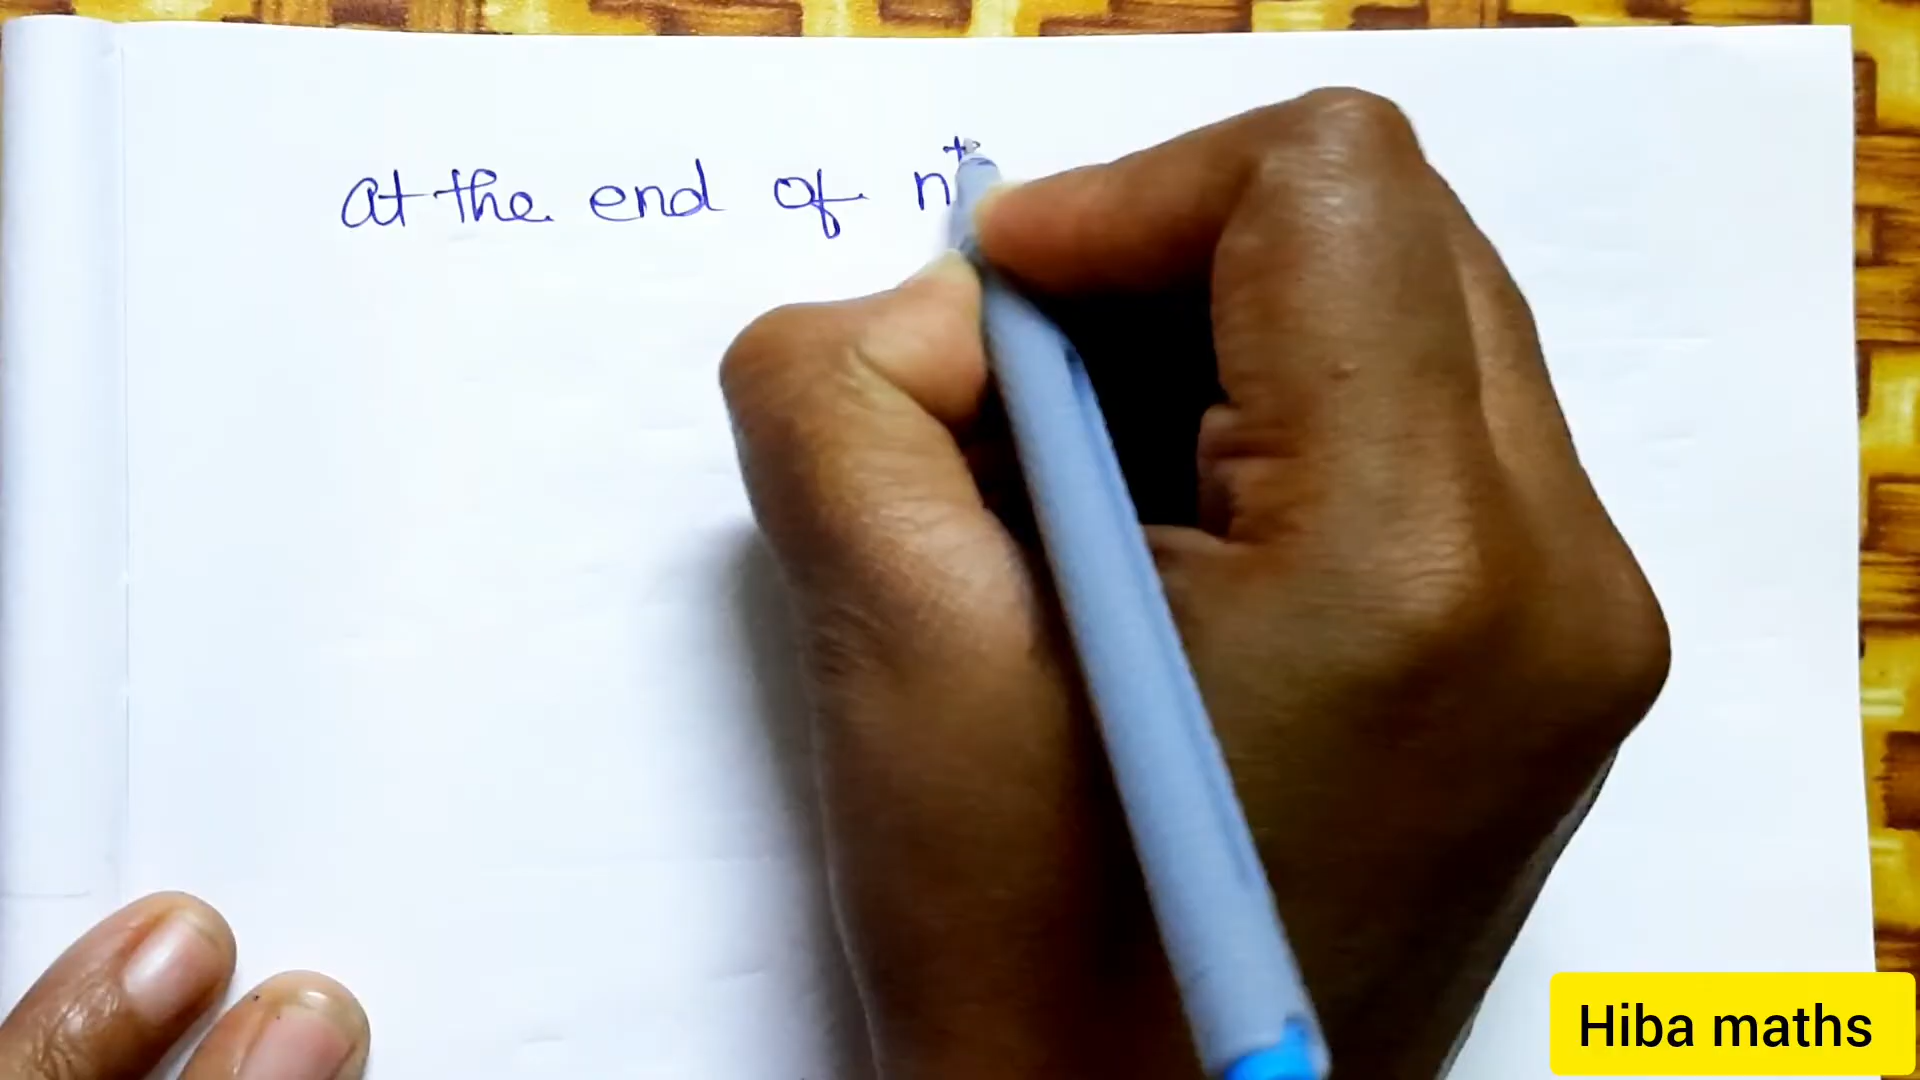 at the end of n^t
Hiba maths